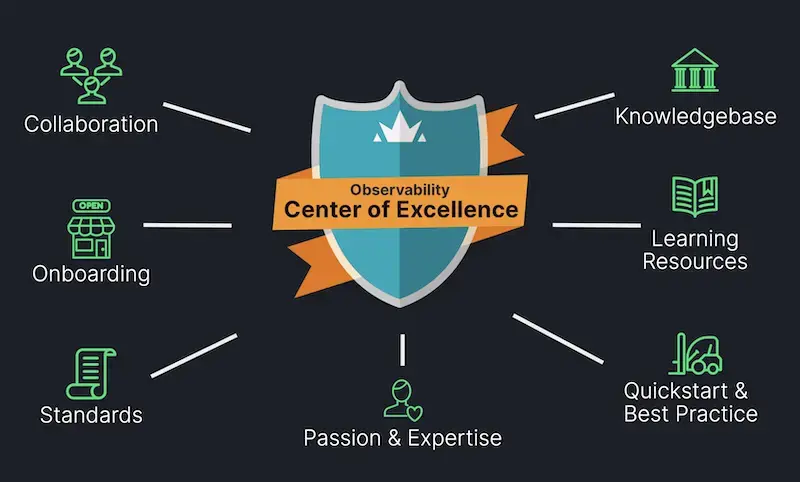 Collaboration
Knowledgebase
Observability
Center of Excellence
OPEN
Onboarding
Learning
Resources
Standards
Passion & Expertise
Quickstart &
Best Practice